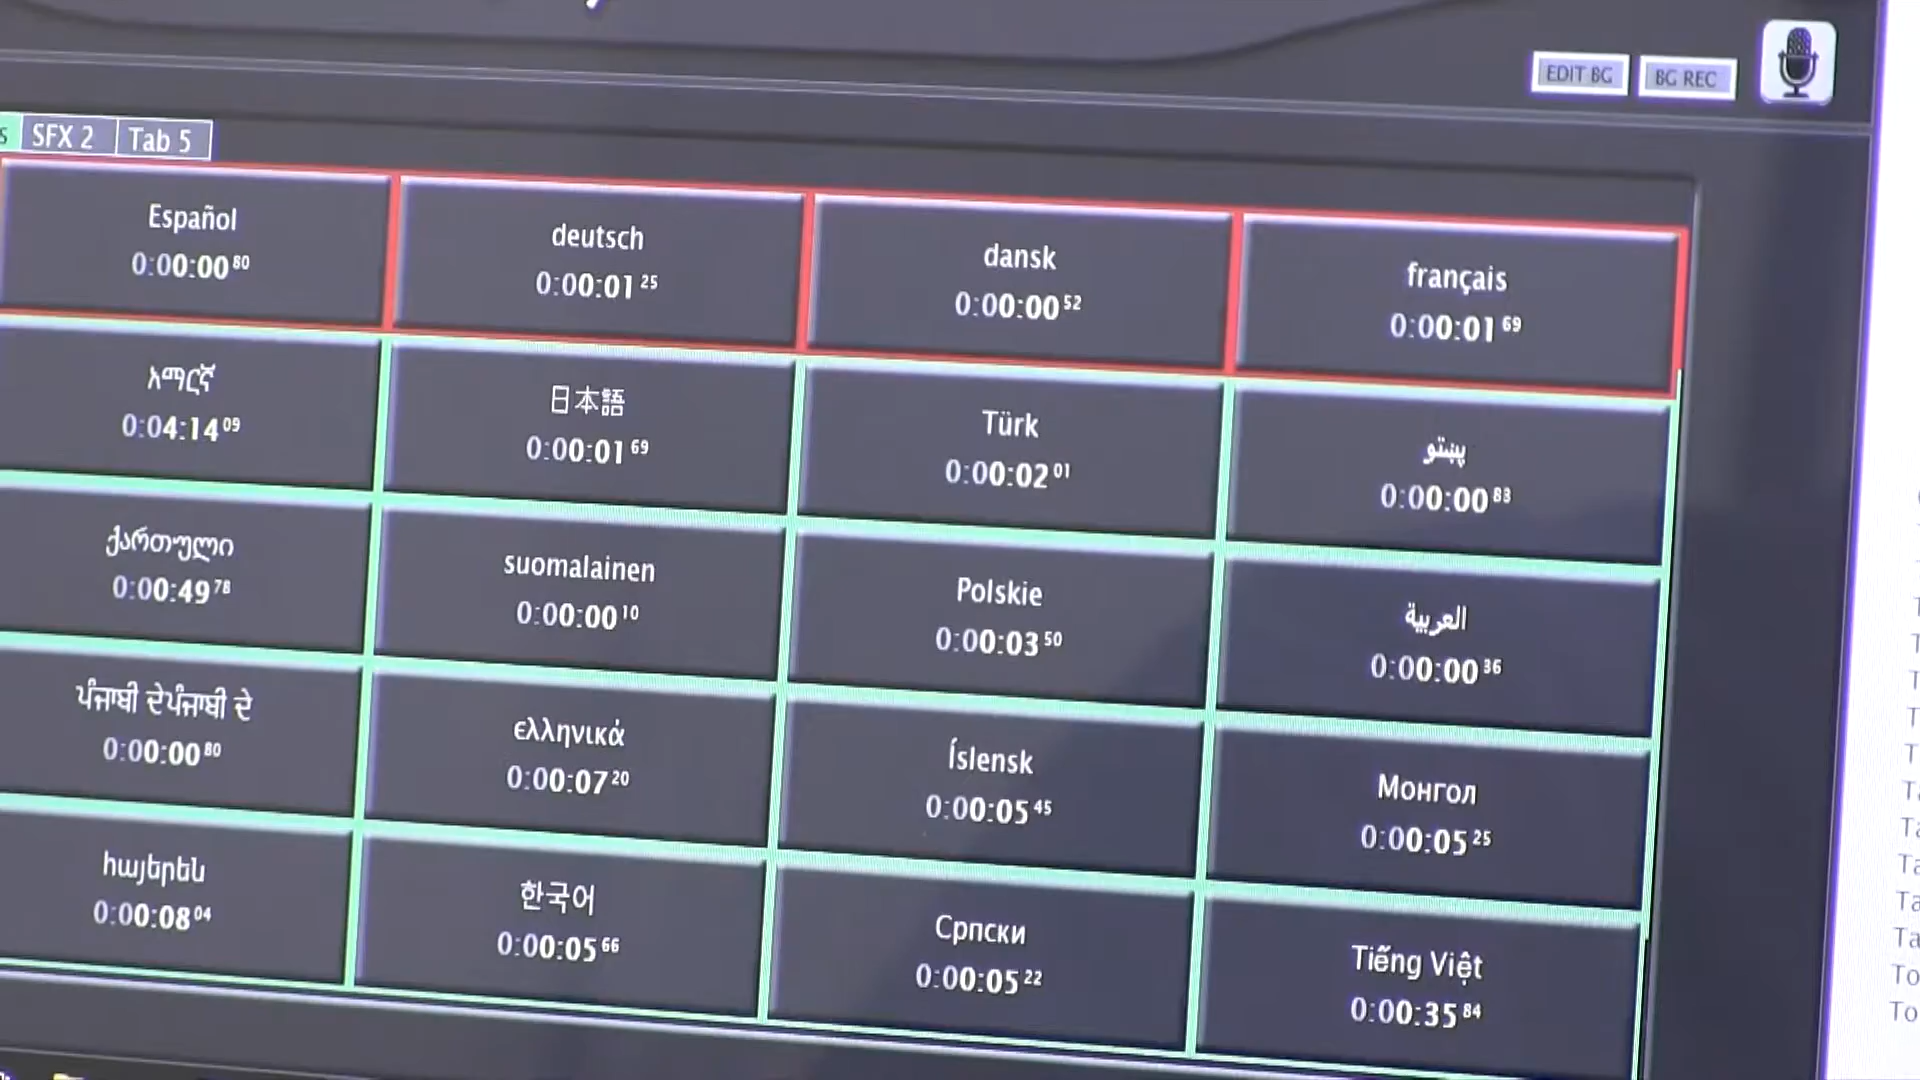 EDIT BG
BG REC
SFX 2
Tab 5
Español
0:00:00 80
deutsch
0:00:01 25
dansk
0:00:00 52
français
0:00:01 69
አማርኛ
0:04:14 09
日本語
0:00:01 69
Türk
0:00:02 01
پښتو
0:00:00 83
ქართული
0:00:49 78
suomalainen
0:00:00 10
Polskie
0:00:03 50
العربية
0:00:00 36
ਪੰਜਾਬੀ ਦੇਪੰਜਾਬੀ ਦੇ
0:00:00 80
ελληνικά
0:00:07 20
Íslensk
0:00:05 45
Монгол
0:00:05 25
հայերեն
0:00:08 04
한국어
0:00:05 66
Српски
0:00:05 22
Tiếng Việt
0:00:35 84